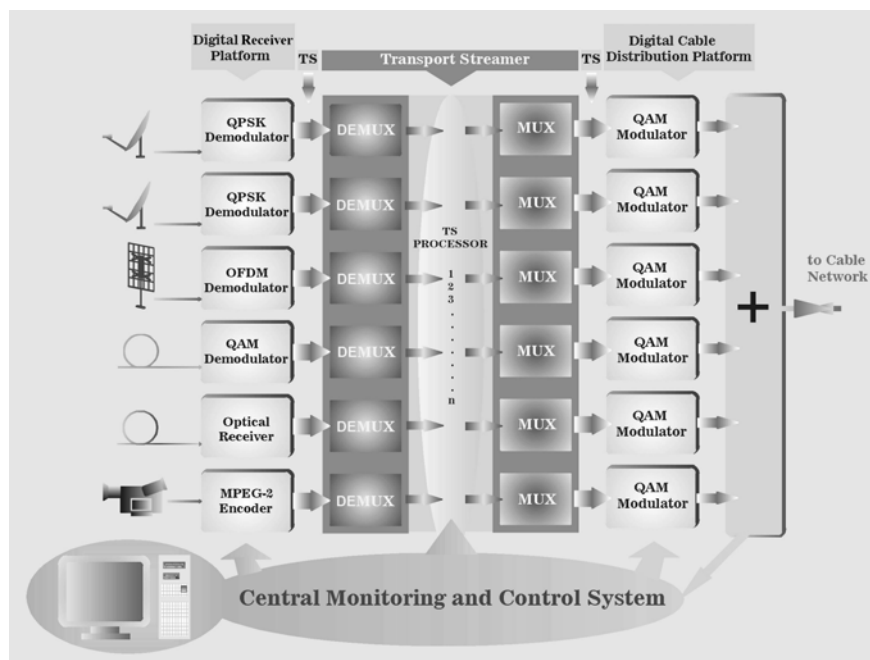 Digital Receiver
Platform
TS
Transport Streamer
TS
Digital Cable
Distribution Platform
QPSK
Demodulator
DEMUX
MUX
QAM
Modulator
QPSK
Demodulator
DEMUX
MUX
QAM
Modulator
TS
PROCESSOR
OFDM
Demodulator
DEMUX
1
2
3
.
.
.
.
.
.
.
n
MUX
QAM
Modulator
to Cable
Network
+
QAM
Demodulator
DEMUX
MUX
QAM
Modulator
Optical
Receiver
DEMUX
MUX
QAM
Modulator
MPEG-2
Encoder
DEMUX
MUX
QAM
Modulator
Central Monitoring and Control System